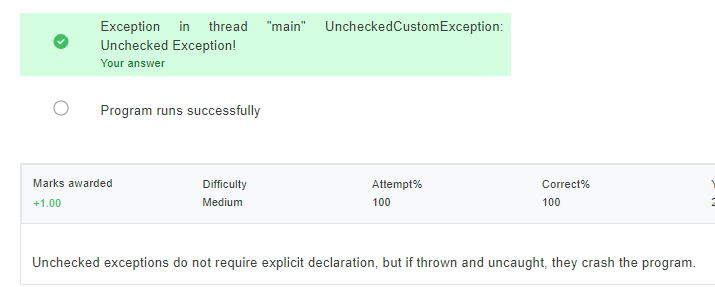 Exception in thread "main" UncheckedCustomException:
Unchecked Exception!
Your answer
Program runs successfully
Marks awarded Difficulty Attempt% Correct%
+1.00 Medium 100 100
Unchecked exceptions do not require explicit declaration, but if thrown and uncaught, they crash the program.